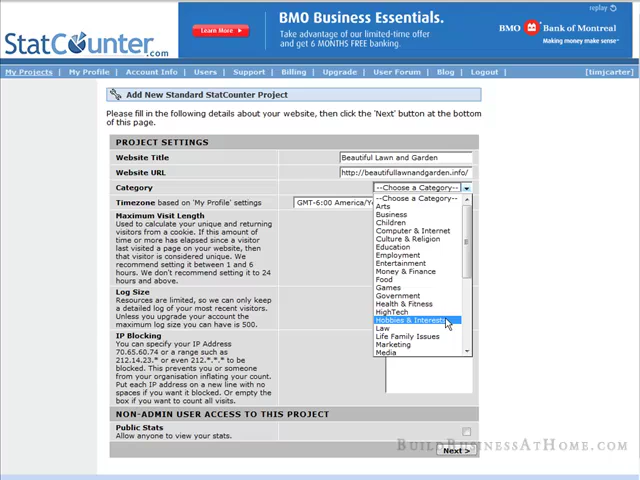 replay
StatCounter.com
BMO Business Essentials.
Learn More ▸
Take advantage of our limited-time offer
and get 6 MONTHS FREE banking.
BMO Bank of Montreal
Making money make sense®
My Projects | My Profile | Account Info | Users | Support | Billing | Upgrade | User Forum | Blog | Logout | (timjcarter)
Add New Standard StatCounter Project
Please fill in the following details about your website, then click the 'Next' button at the bottom
of this page.
PROJECT SETTINGS
Website Title
Beautiful Lawn and Garden
Website URL
http://beautifullawnandgarden.info/
Category
--Choose a Category--
Timezone based on 'My Profile' settings
GMT-6:00 America/Ye
--Choose a Category--
Arts
Business
Children
Computer & Internet
Culture & Religion
Education
Employment
Entertainment
Money & Finance
Food
Games
Government
Health & Fitness
HighTech
Hobbies & Interests
Law
Life Family Issues
Marketing
Media
Maximum Visit Length
Used to calculate your unique and returning
visitors from a cookie. If this amount of
time or more has elapsed since a visitor
last visited a page on your website, then
that visitor is considered unique. We
recommend setting it between 1 and 6
hours. We don't recommend setting it to 24
hours and above.
Log Size
Resources are limited, so we can only keep
a detailed log of your most recent visitors.
Unless you upgrade your account the
maximum log size you can have is 500.
IP Blocking
You can specify your IP Address
70.65.60.74 or a range such as
212.14.23.* or even 212.*.*.* to be
blocked. This prevents you or someone
from your organisation inflating your count.
Put each IP address on a new line with no
spaces if you want it blocked. Or empty the
box if you want to count all visits.
NON-ADMIN USER ACCESS TO THIS PROJECT
Public Stats
Allow anyone to view your stats.
BuildBusinessAtHome.com
Next >